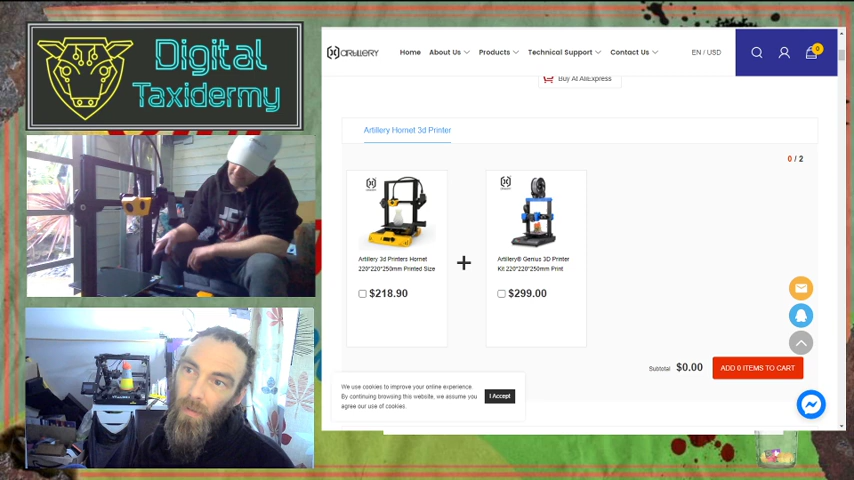 Digital
Taxidermy
ARTILLERY
Home About Us Products Technical Support Contact Us EN / USD 0
Buy At AliExpress
Artillery Hornet 3d Printer
0 / 2
Artillery 3d Printers Hornet
220*220*250mm Printed Size
$218.90
+
Artillery® Genius 3D Printer
Kit 220*220*250mm Print
$299.00
Subtotal $0.00 ADD 0 ITEMS TO CART
We use cookies to improve your online experience.
By continuing browsing this website, we assume you
agree our use of cookies.
I Accept